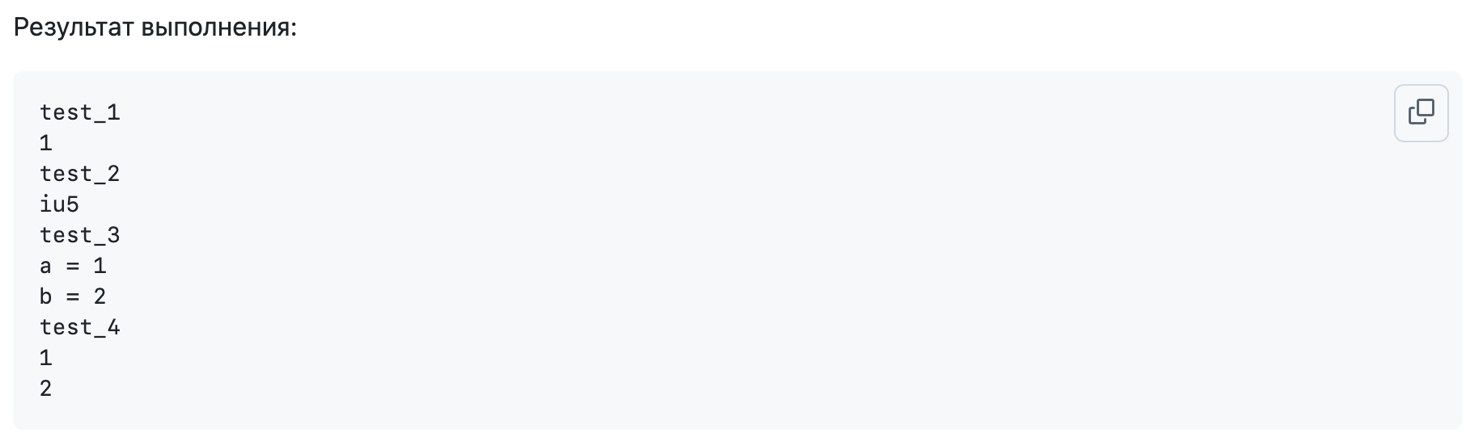 Результат выполнения:
test_1
1
test_2
iu5
test_3
a = 1
b = 2
test_4
1
2